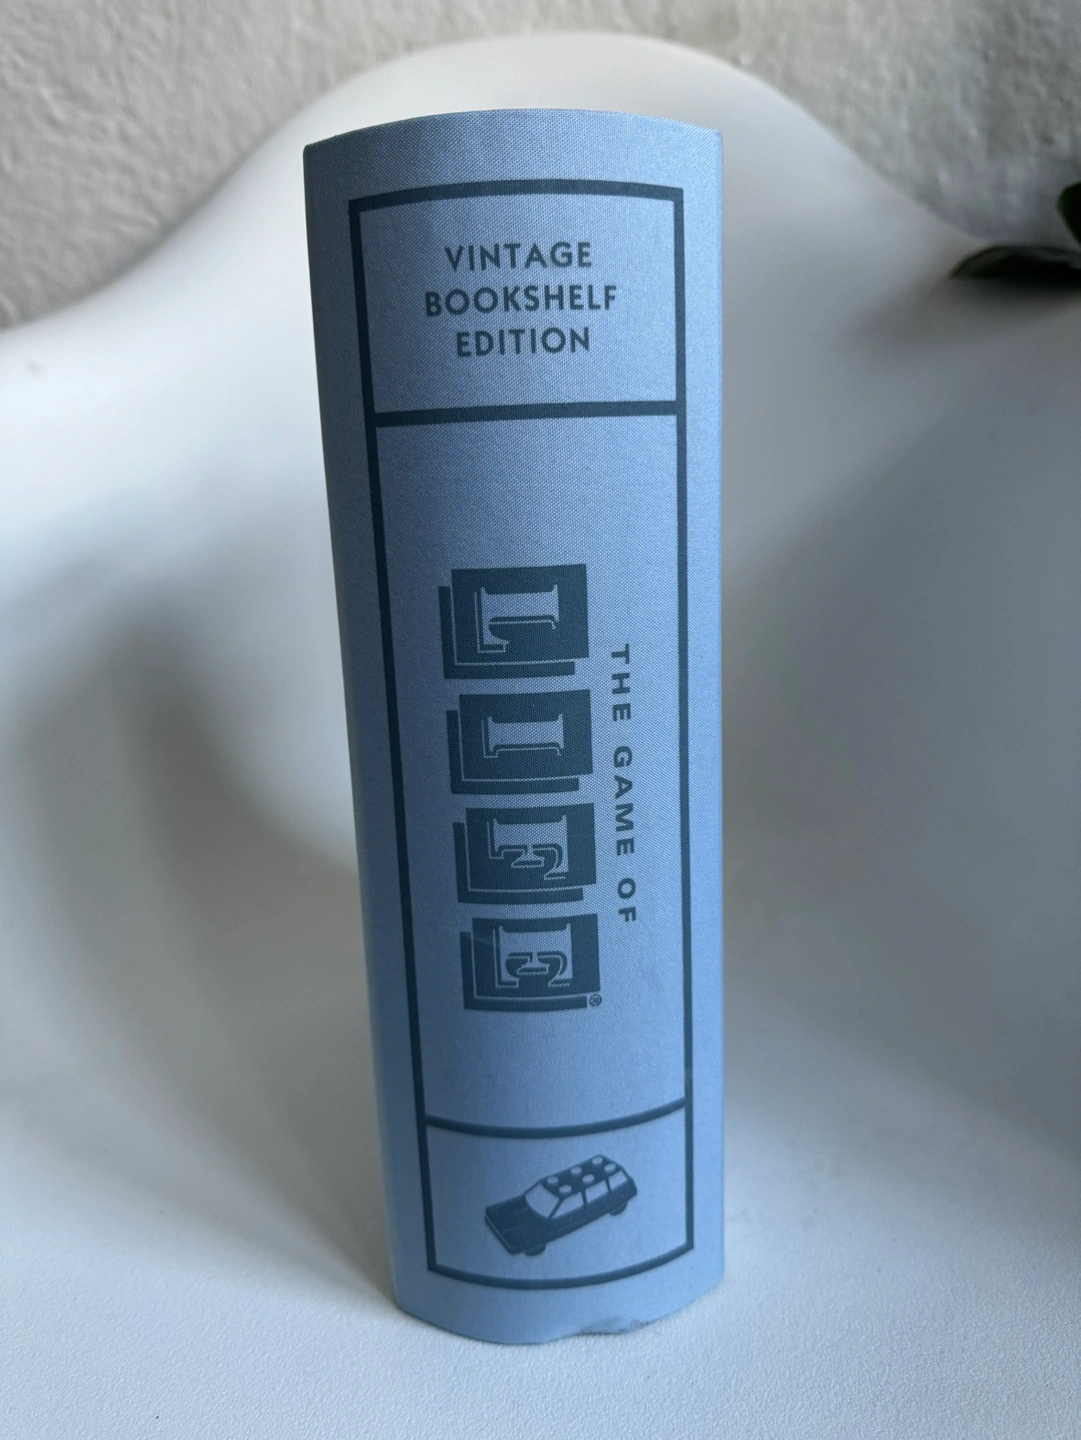 VINTAGE
BOOKSHELF
EDITION
THE GAME OF
LIFE®